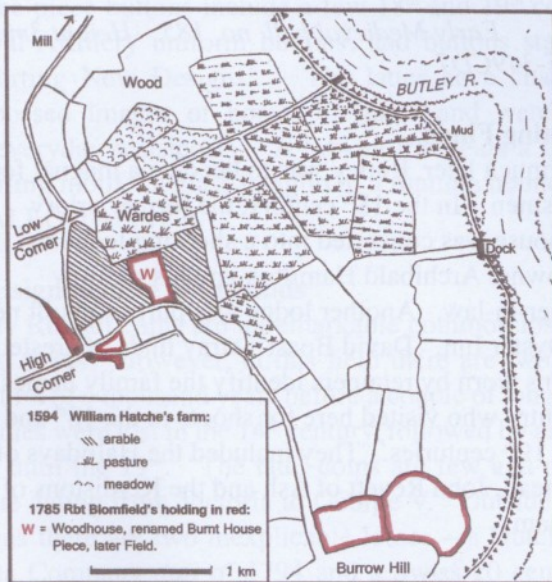 Mill
Wood
BUTLEY R.
Mud
Low
Corner
Wardes
W
Dock
High
Corner
1594 William Hatche's farm:
arable
pasture
meadow
1785 Rbt Blomfield's holding in red:
W = Woodhouse, renamed Burnt House
Piece, later Field.
1 km
Burrow Hill